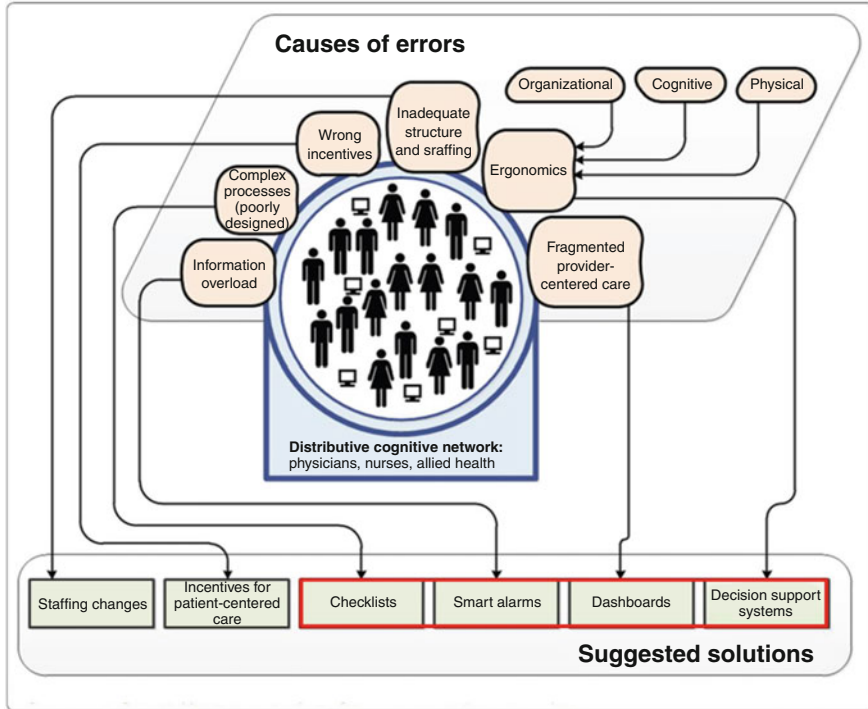 Causes of errors
Organizational
Cognitive
Physical
Inadequate
structure
and sraffing
Wrong
incentives
Ergonomics
Complex
processes
(poorly
designed)
Fragmented
provider-
centered care
Information
overload
Distributive cognitive network:
physicians, nurses, allied health
Staffing changes
Incentives for
patient-centered
care
Checklists
Smart alarms
Dashboards
Decision support
systems
Suggested solutions